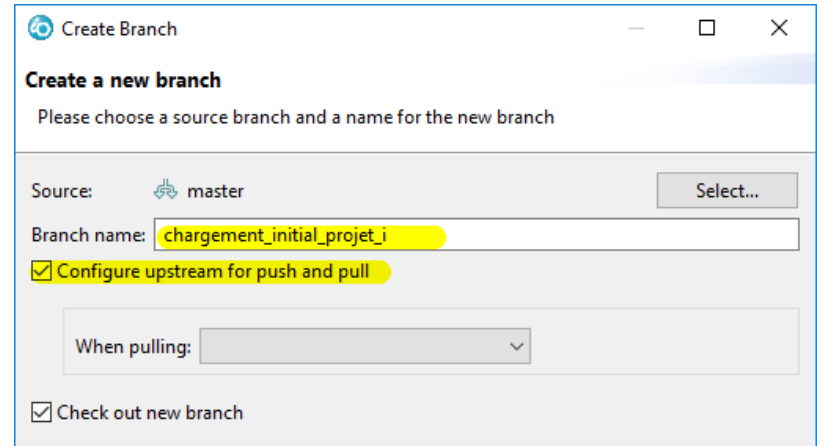 Create Branch
Create a new branch
Please choose a source branch and a name for the new branch
Source: master Select...
Branch name: chargement_initial_projet_i
Configure upstream for push and pull
When pulling:
Check out new branch